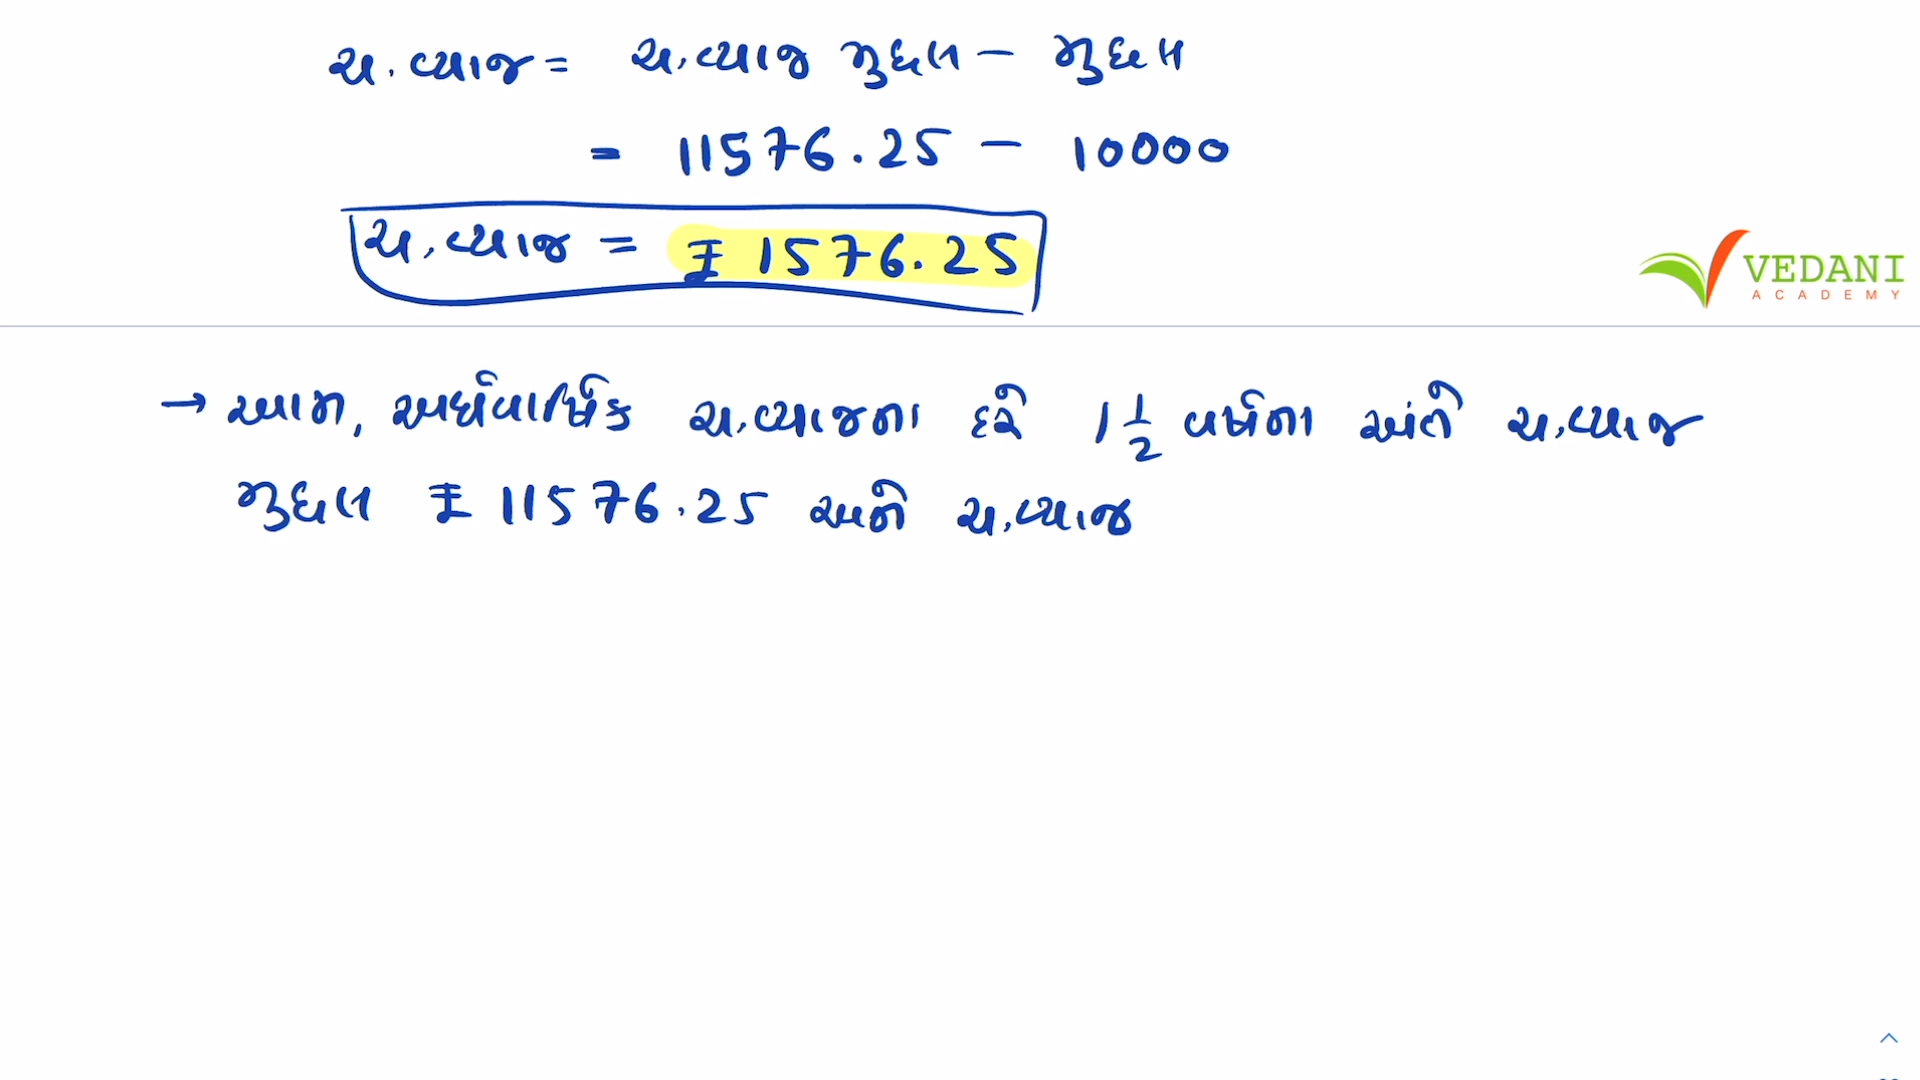 ચ. વ્યાજ = ચ. વ્યાજ મુદ્દલ - મુદ્દલ
= 11576.25 - 10000
ચ. વ્યાજ = ₹ 1576.25
VEDANI
ACADEMY
→ આમ, અર્ધવાર્ષિક ચ. વ્યાજના દરે 1 1/2 વર્ષના અંતે ચ. વ્યાજ
મુદ્દલ ₹ 11576.25 અને ચ. વ્યાજ